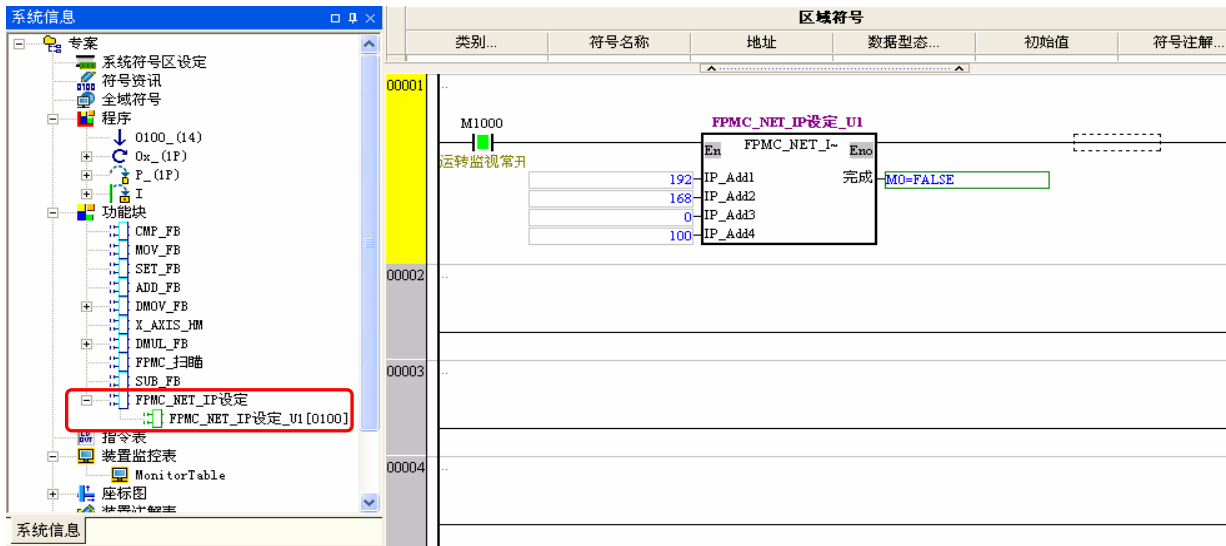 系统信息
专案
系统符号区设定
符号资讯
全域符号
程序
O100_(14)
Ox_(1P)
P_(1P)
I
功能块
CMP_FB
MOV_FB
SET_FB
ADD_FB
DMOV_FB
X_AXIS_HM
DMUL_FB
FPMC_扫瞄
SUB_FB
FPMC_NET_IP设定
FPMC_NET_IP设定_U1[O100]
指令表
装置监控表
MonitorTable
座标图
装置注解表
系统信息
区域符号
类别...
符号名称
地址
数据型态...
初始值
符号注解...
00001
..
M1000
运转监视常开
FPMC_NET_IP设定_U1
En
FPMC_NET_I~
Eno
192
IP_Add1
完成
M0=FALSE
168
IP_Add2
0
IP_Add3
100
IP_Add4
00002
..
00003
..
00004
..